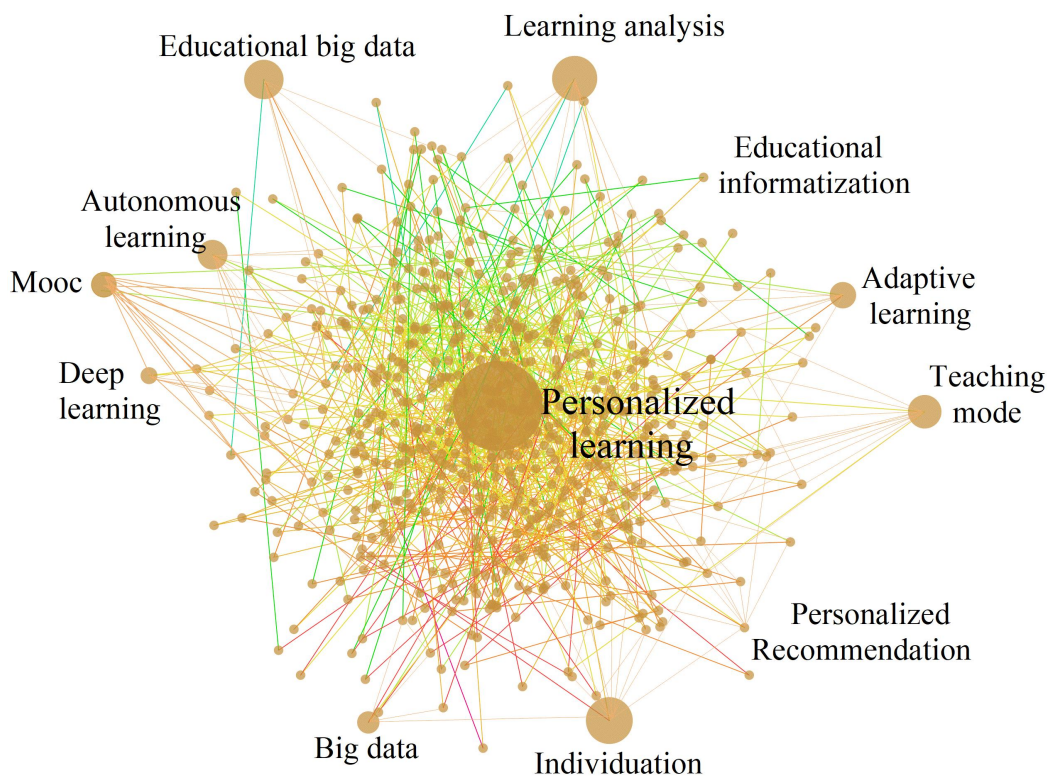 Learning analysis
Educational big data
Educational
informatization
Autonomous
learning
Mooc
Adaptive
learning
Deep
learning
Teaching
mode
Personalized
learning
Personalized
Recommendation
Big data
Individuation